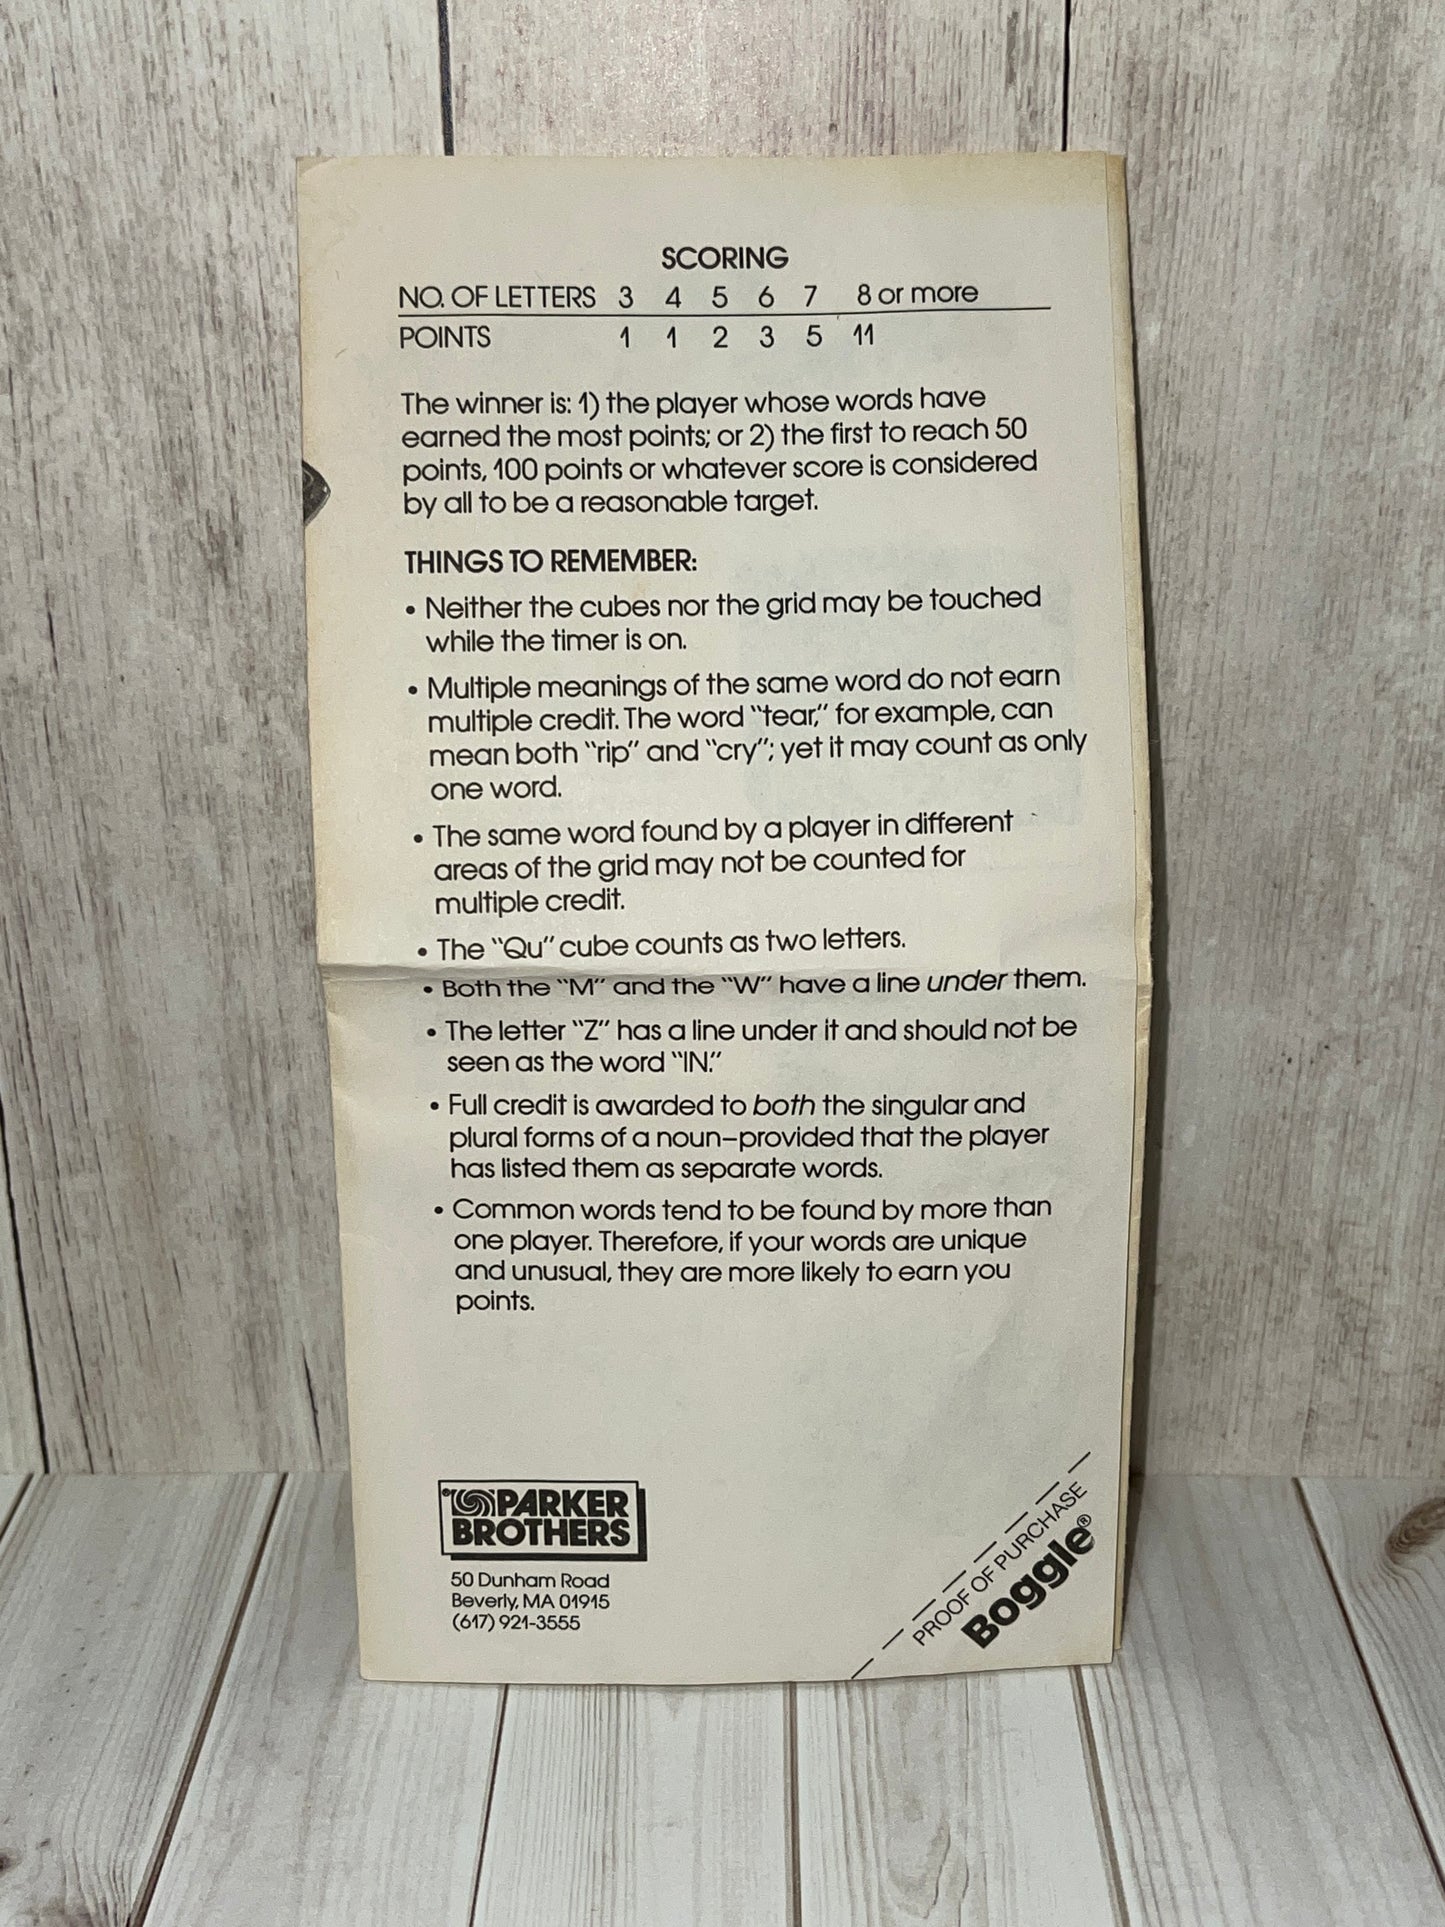 SCORING
NO. OF LETTERS 3 4 5 6 7 8 or more
POINTS 1 1 2 3 5 11
The winner is: 1) the player whose words have
earned the most points; or 2) the first to reach 50
points, 100 points or whatever score is considered
by all to be a reasonable target.
THINGS TO REMEMBER:
• Neither the cubes nor the grid may be touched
while the timer is on.
• Multiple meanings of the same word do not earn
multiple credit. The word "tear," for example, can
mean both "rip" and "cry"; yet it may count as only
one word.
• The same word found by a player in different
areas of the grid may not be counted for
multiple credit.
• The "Qu" cube counts as two letters.
• Both the "M" and the "W" have a line under them.
• The letter "Z" has a line under it and should not be
seen as the word "IN."
• Full credit is awarded to both the singular and
plural forms of a noun–provided that the player
has listed them as separate words.
• Common words tend to be found by more than
one player. Therefore, if your words are unique
and unusual, they are more likely to earn you
points.
PARKER
BROTHERS
50 Dunham Road
Beverly, MA 01915
(617) 921-3555
PROOF OF PURCHASE
Boggle®